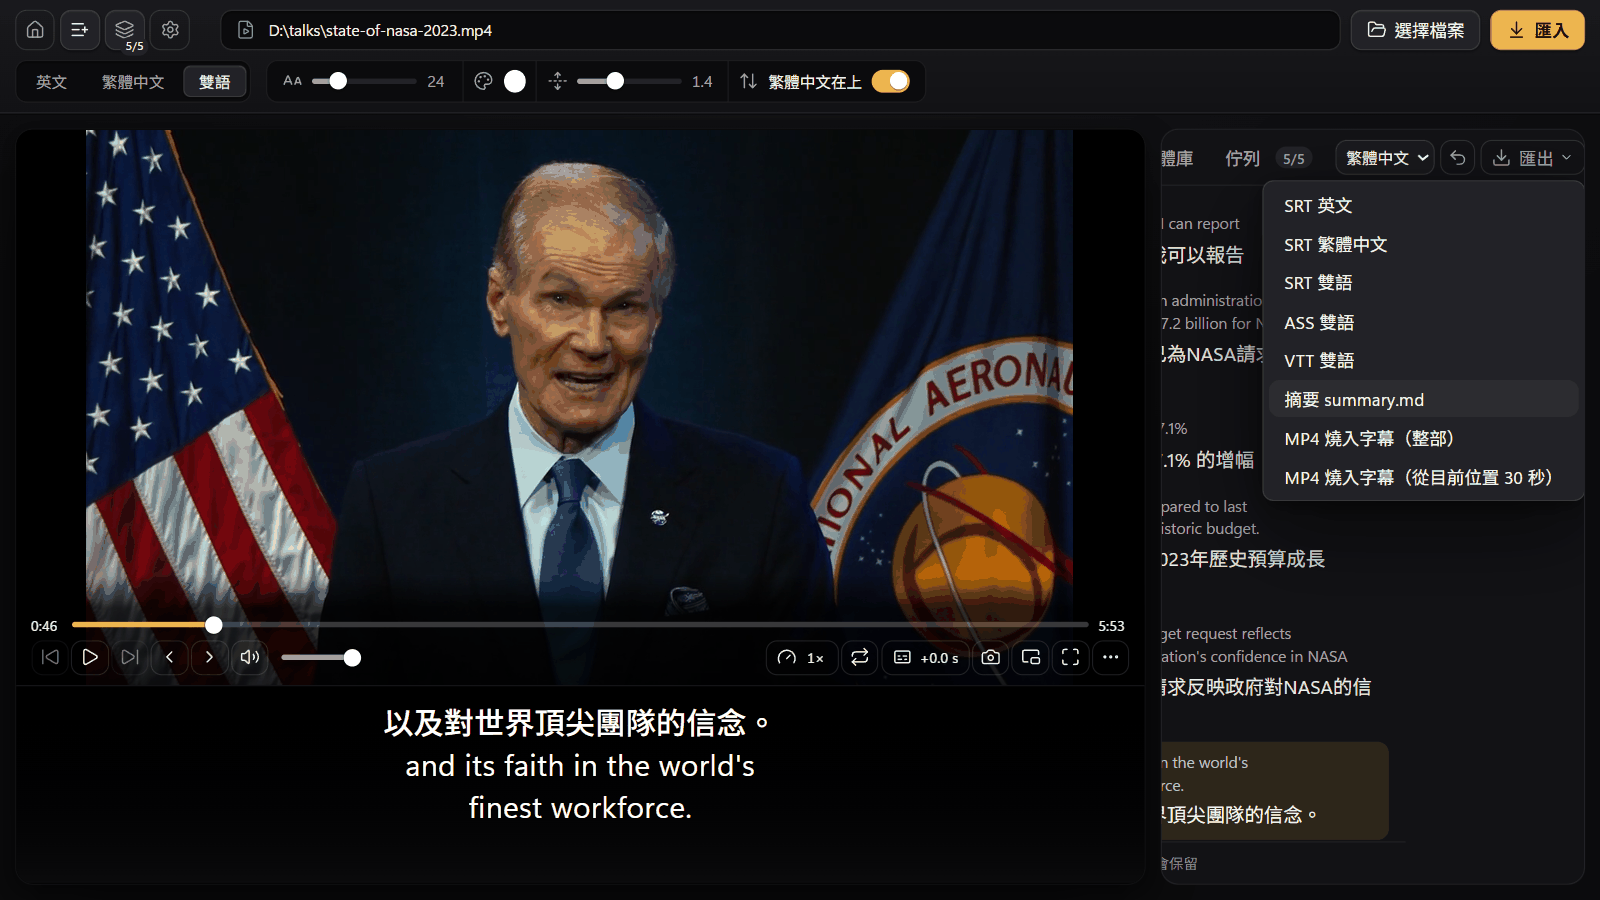 5/5
D:\talks\state-of-nasa-2023.mp4
選擇檔案
匯入
英文
繁體中文
雙語
AA
24
1.4
繁體中文在上
體庫
佇列
5/5
繁體中文
匯出
SRT 英文
SRT 繁體中文
SRT 雙語
ASS 雙語
VTT 雙語
摘要 summary.md
MP4 燒入字幕（整部）
MP4 燒入字幕（從目前位置 30 秒）
I can report
可以報告
administratio
7.2 billion for
為NASA請
7.1%
.1% 的增幅
pared to last
istoric budget.
023年歷史預算成長
get request reflects
ation's confidence in NASA
請求反映政府對NASA的信
n the world's
rce.
界頂尖團隊的信念。
會保留
IONAL AERONAU
0:46
5:53
1×
+0.0 s
以及對世界頂尖團隊的信念。
and its faith in the world's
finest workforce.